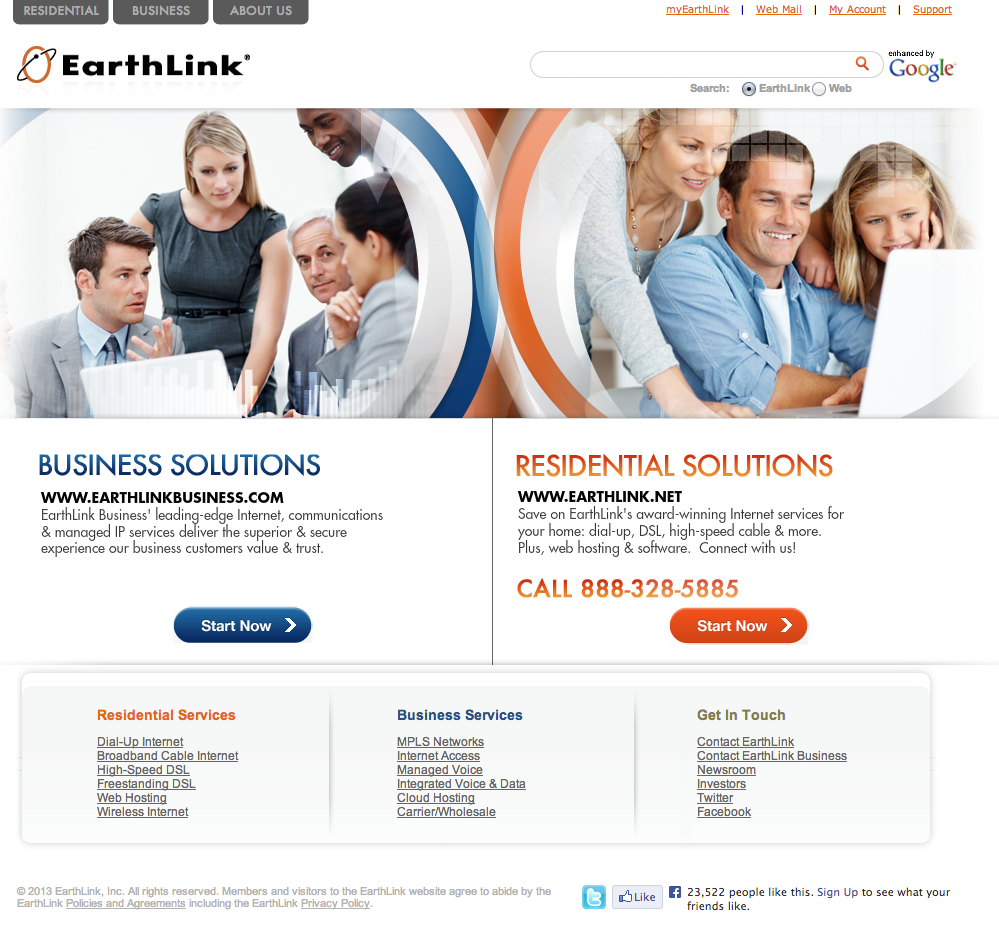 RESIDENTIAL BUSINESS ABOUT US
myEarthLink | Web Mail | My Account | Support
EarthLink®
enhanced by
Google™
Search: EarthLink Web
BUSINESS SOLUTIONS
WWW.EARTHLINKBUSINESS.COM
EarthLink Business' leading-edge Internet, communications
& managed IP services deliver the superior & secure
experience our business customers value & trust.
Start Now
RESIDENTIAL SOLUTIONS
WWW.EARTHLINK.NET
Save on EarthLink's award-winning Internet services for
your home: dial-up, DSL, high-speed cable & more.
Plus, web hosting & software. Connect with us!
CALL 888-328-5885
Start Now
Residential Services
Dial-Up Internet
Broadband Cable Internet
High-Speed DSL
Freestanding DSL
Web Hosting
Wireless Internet
Business Services
MPLS Networks
Internet Access
Managed Voice
Integrated Voice & Data
Cloud Hosting
Carrier/Wholesale
Get In Touch
Contact EarthLink
Contact EarthLink Business
Newsroom
Investors
Twitter
Facebook
© 2013 EarthLink, Inc. All rights reserved. Members and visitors to the EarthLink website agree to abide by the
EarthLink Policies and Agreements including the EarthLink Privacy Policy.
Like
23,522 people like this. Sign Up to see what your
friends like.